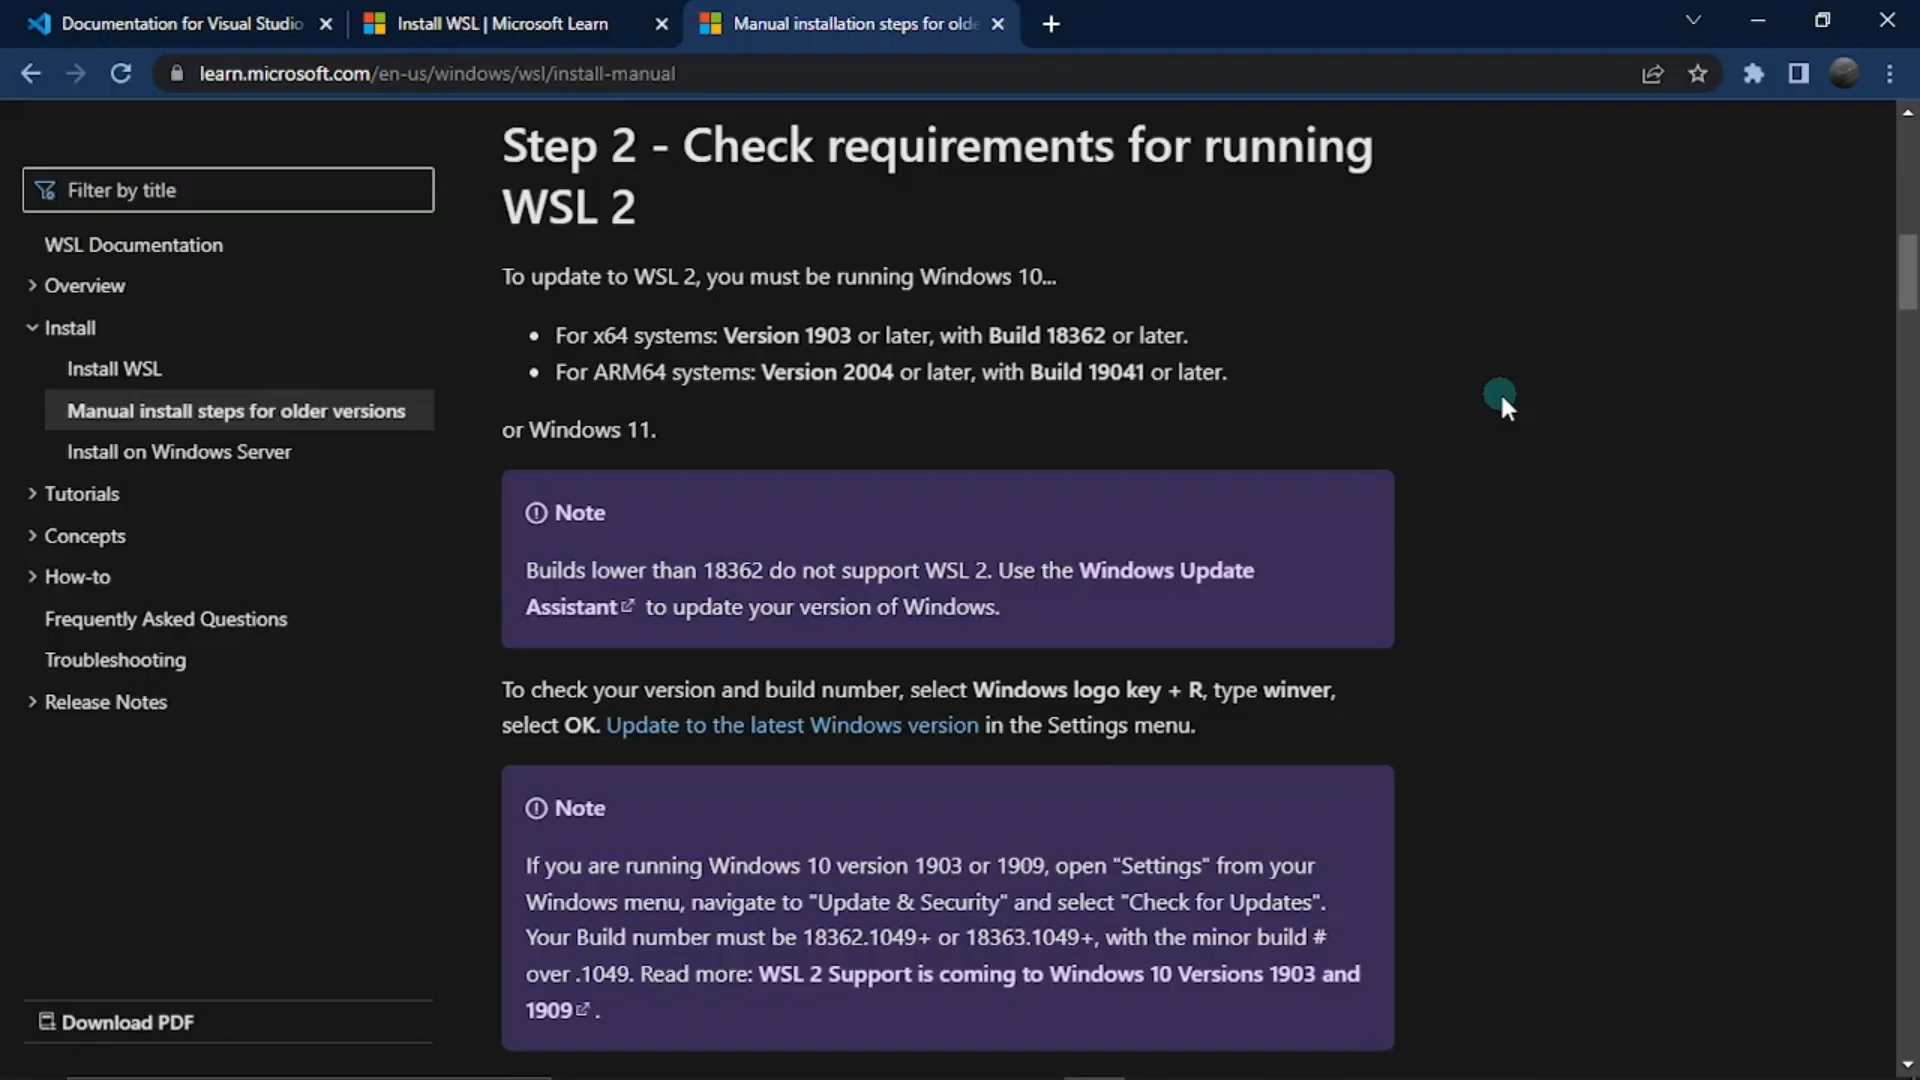 Documentation for Visual Studio
Install WSL | Microsoft Learn
Manual installation steps for olde
learn.microsoft.com/en-us/windows/wsl/install-manual
Filter by title
WSL Documentation
Overview
Install
Install WSL
Manual install steps for older versions
Install on Windows Server
Tutorials
Concepts
How-to
Frequently Asked Questions
Troubleshooting
Release Notes
Download PDF
Step 2 - Check requirements for running
WSL 2
To update to WSL 2, you must be running Windows 10...
• For x64 systems: Version 1903 or later, with Build 18362 or later.
• For ARM64 systems: Version 2004 or later, with Build 19041 or later.
or Windows 11.
Note
Builds lower than 18362 do not support WSL 2. Use the Windows Update
Assistant to update your version of Windows.
To check your version and build number, select Windows logo key + R, type winver,
select OK. Update to the latest Windows version in the Settings menu.
Note
If you are running Windows 10 version 1903 or 1909, open "Settings" from your
Windows menu, navigate to "Update & Security" and select "Check for Updates".
Your Build number must be 18362.1049+ or 18363.1049+, with the minor build #
over .1049. Read more: WSL 2 Support is coming to Windows 10 Versions 1903 and
1909 .